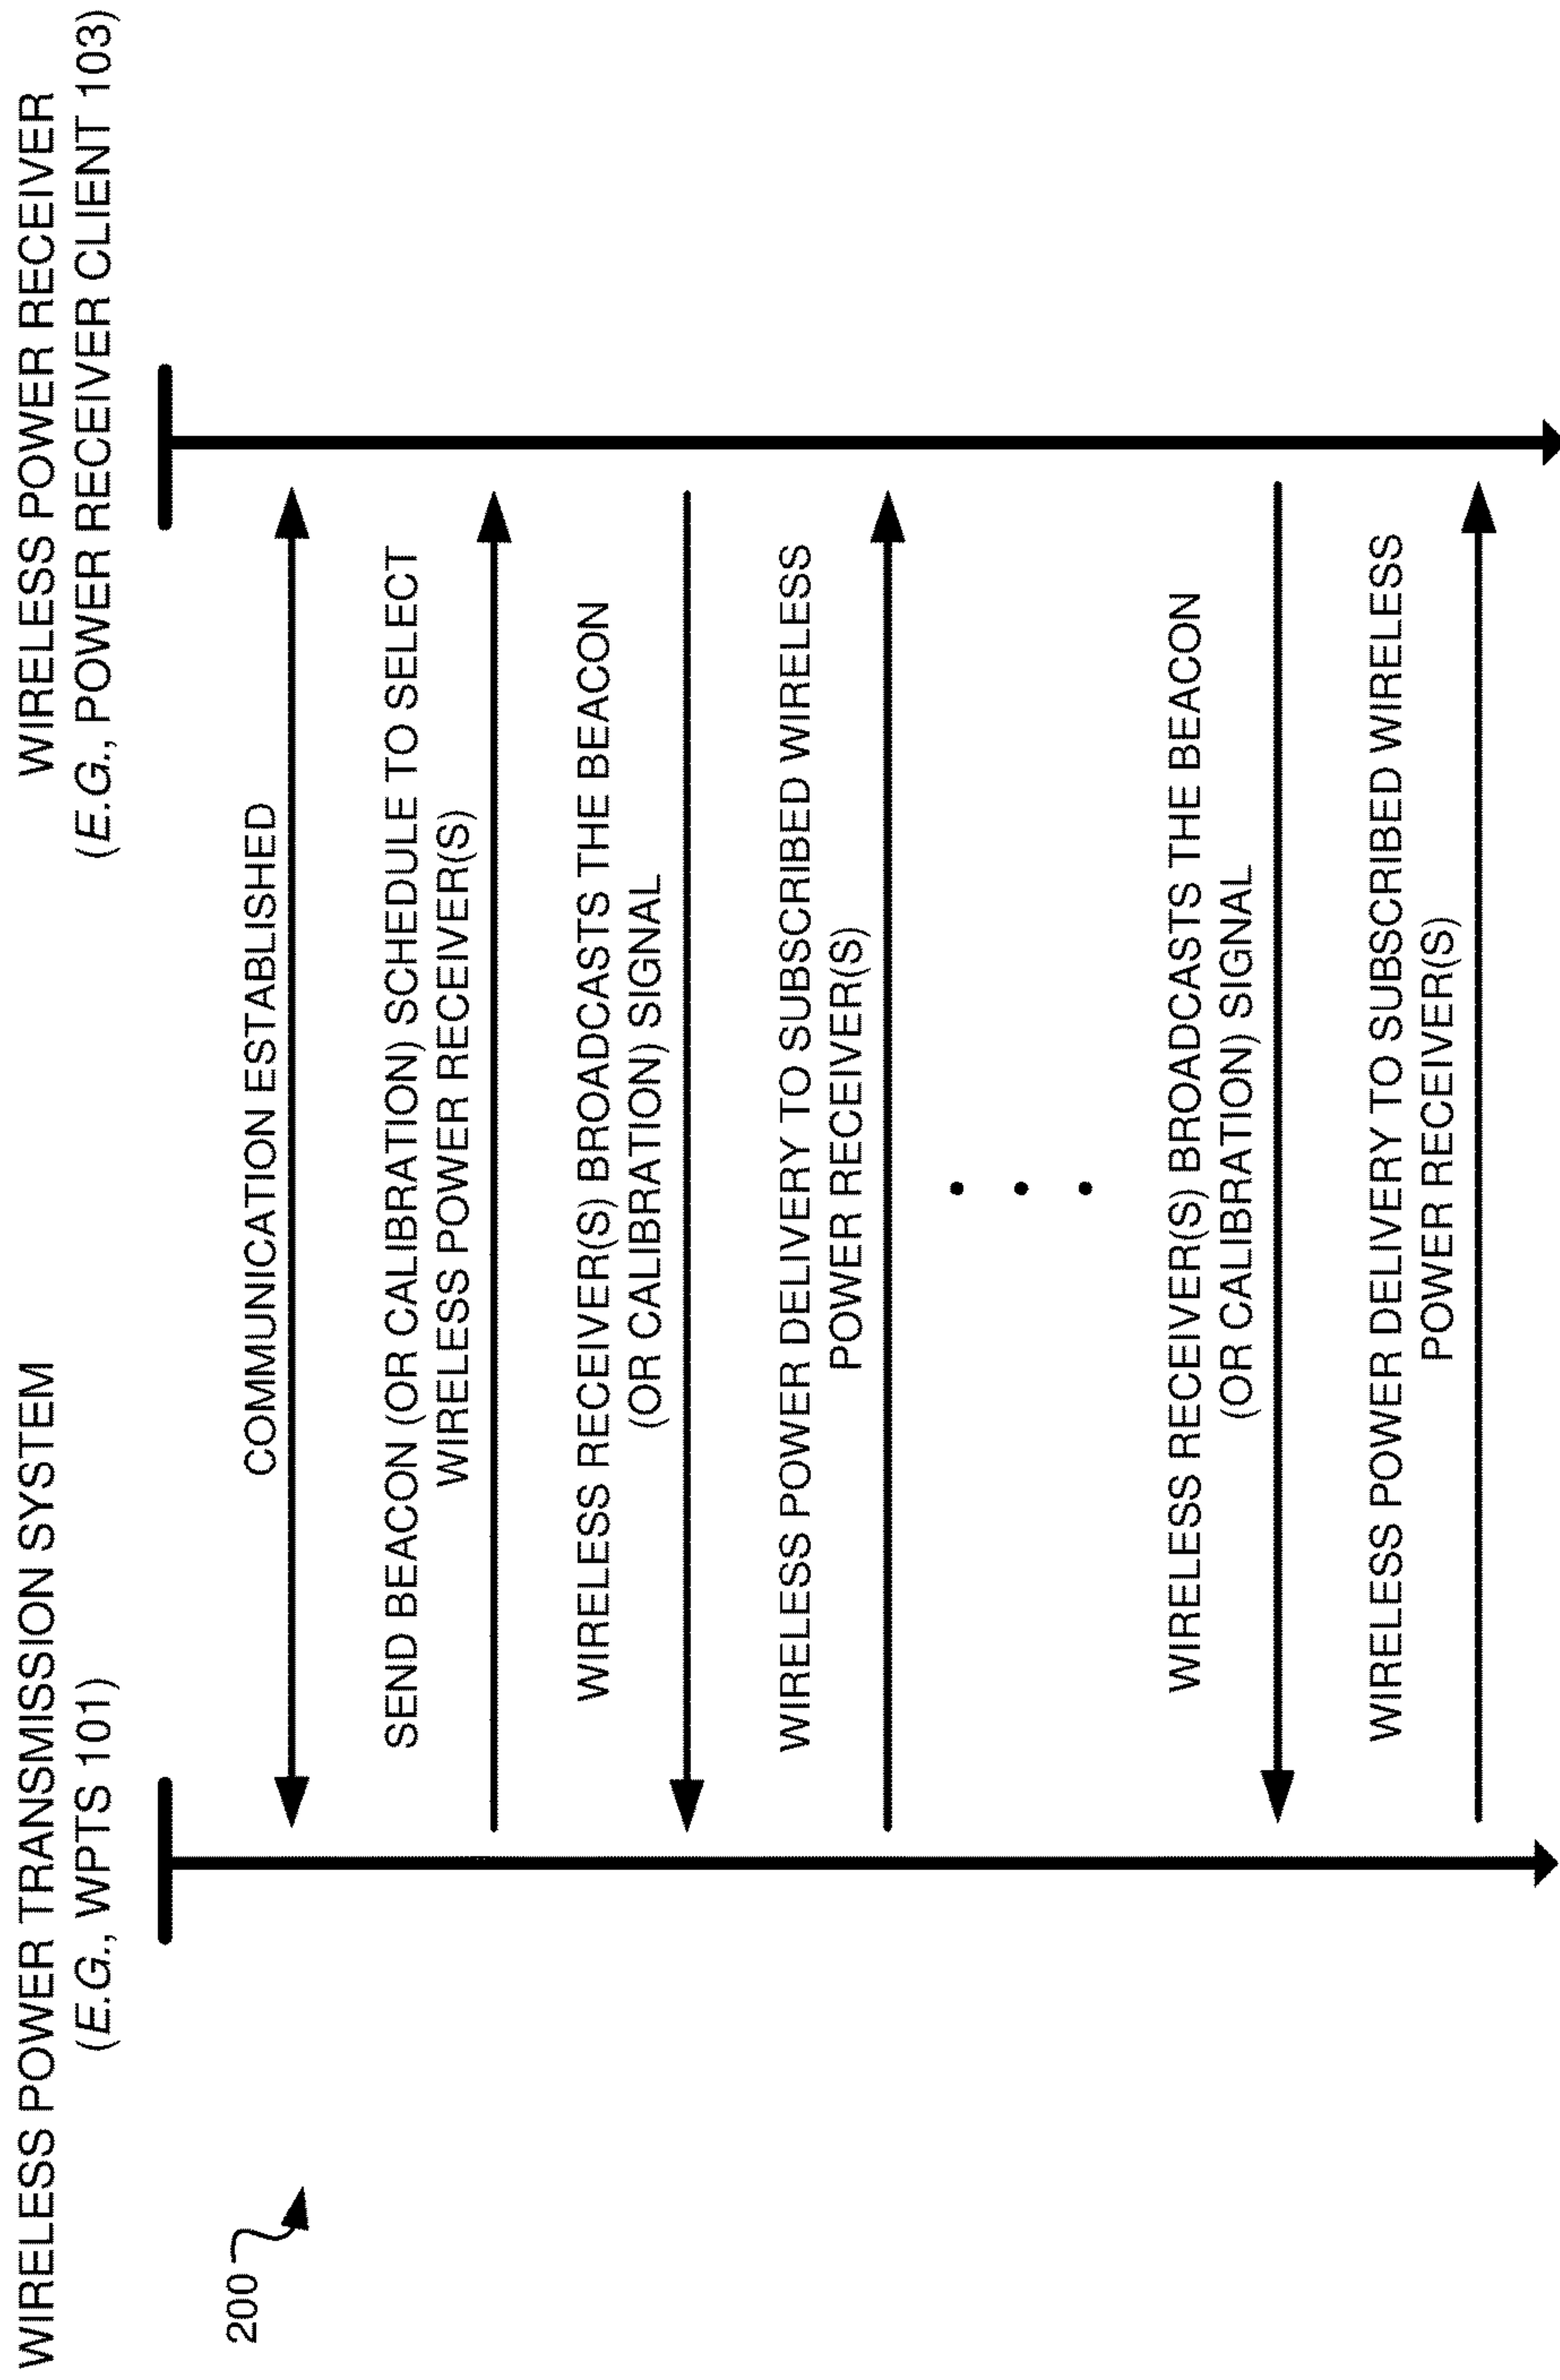 WIRELESS POWER TRANSMISSION SYSTEM
(E.G., WPTS 101)
WIRELESS POWER RECEIVER
(E.G., POWER RECEIVER CLIENT 103)
200
COMMUNICATION ESTABLISHED
SEND BEACON (OR CALIBRATION) SCHEDULE TO SELECT
WIRELESS POWER RECEIVER(S)
WIRELESS RECEIVER(S) BROADCASTS THE BEACON
(OR CALIBRATION) SIGNAL
WIRELESS POWER DELIVERY TO SUBSCRIBED WIRELESS
POWER RECEIVER(S)
WIRELESS RECEIVER(S) BROADCASTS THE BEACON
(OR CALIBRATION) SIGNAL
WIRELESS POWER DELIVERY TO SUBSCRIBED WIRELESS
POWER RECEIVER(S)